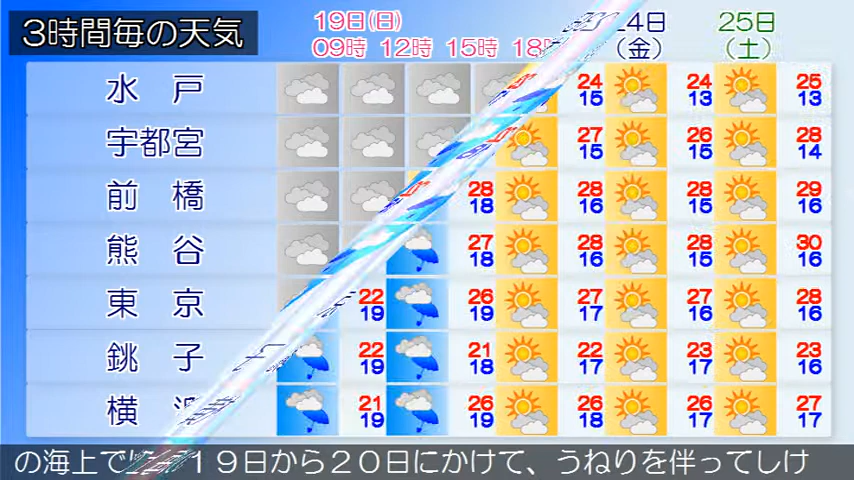 3時間毎の天気
19日(日) 24日 25日
09時 12時 15時 18時 (金) (土)
水戸 24 15 24 13 25 13
宇都宮 27 15 26 15 28 14
前橋 28 18 28 16 28 15 29 16
熊谷 27 18 28 16 28 15 30 16
東京 22 19 26 19 27 17 27 16 28 16
銚子 22 19 21 18 22 17 23 17 23 16
横浜 21 19 26 19 26 18 26 17 27 17
の海上では 19日から20日にかけて、うねりを伴ってしけ